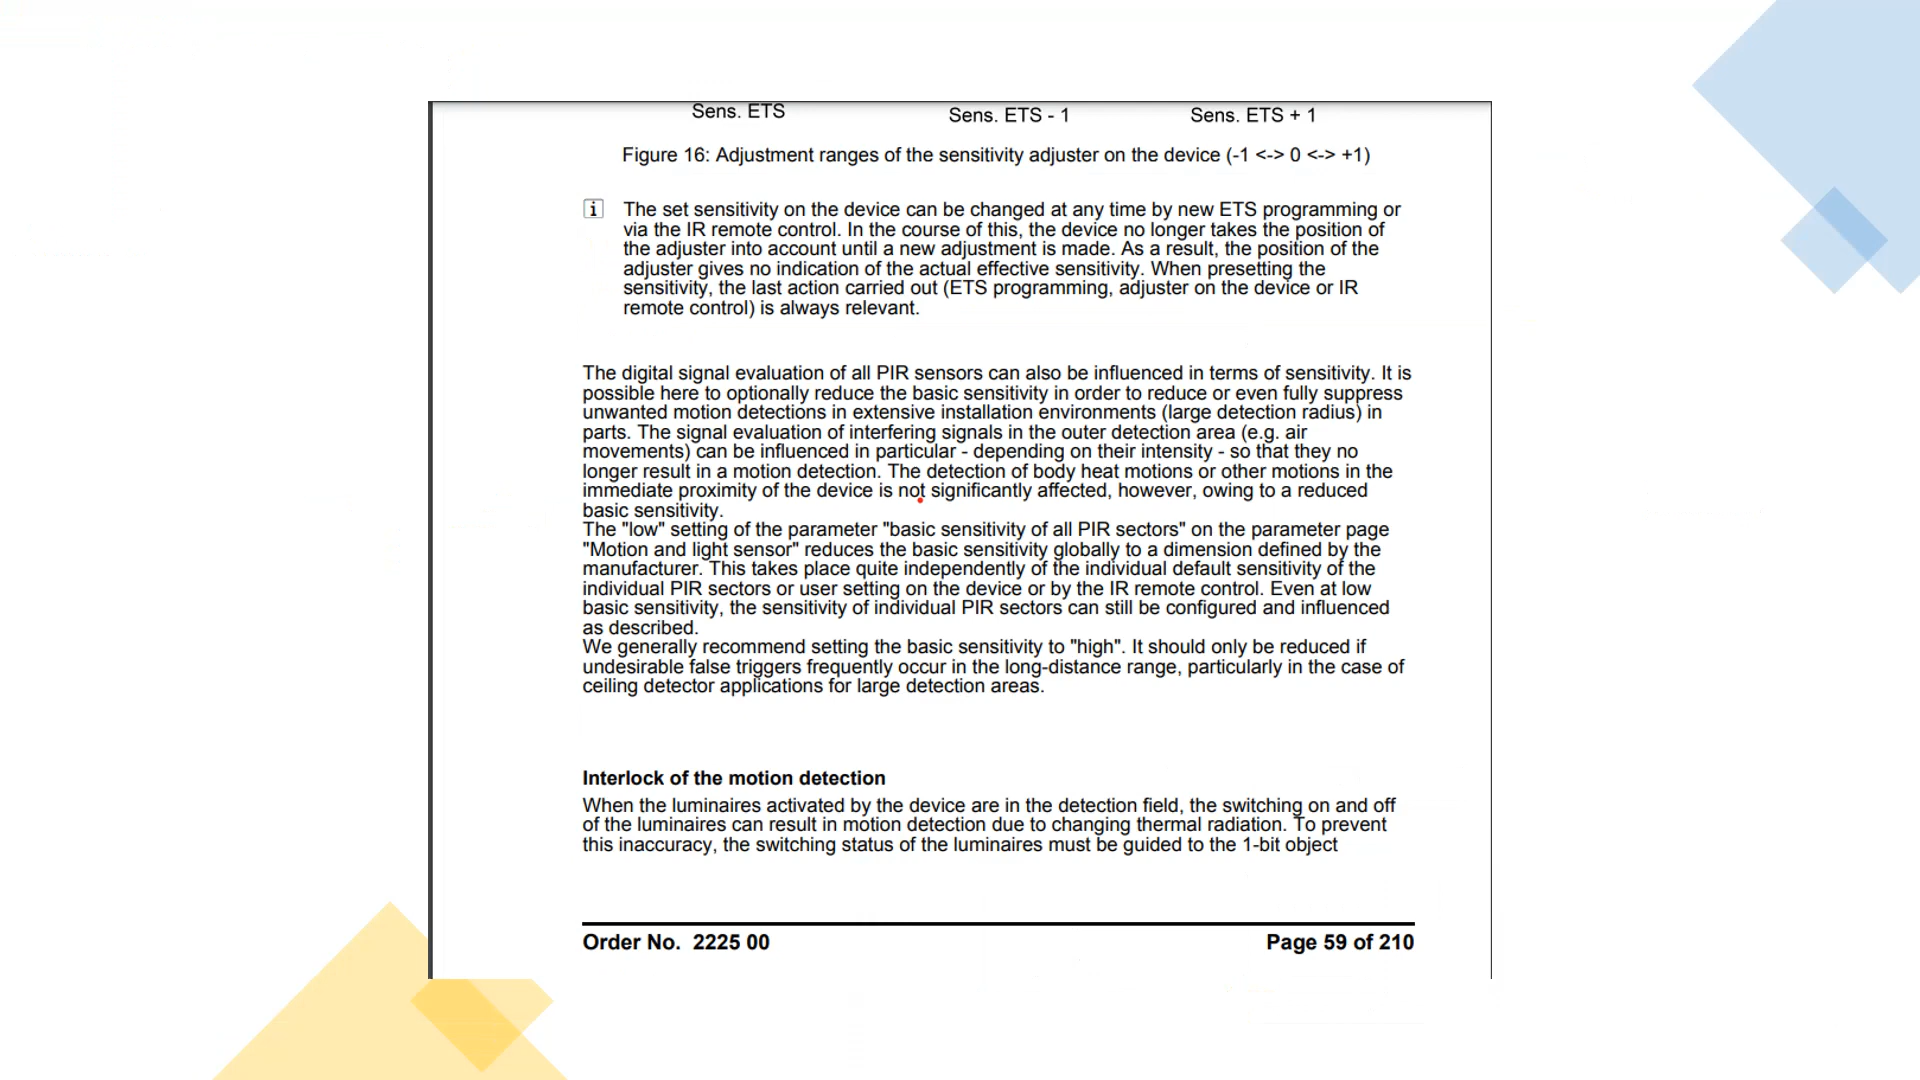 Sens. ETS
Sens. ETS - 1
Sens. ETS + 1
Figure 16: Adjustment ranges of the sensitivity adjuster on the device (-1 <-> 0 <-> +1)
i The set sensitivity on the device can be changed at any time by new ETS programming or
via the IR remote control. In the course of this, the device no longer takes the position of
the adjuster into account until a new adjustment is made. As a result, the position of the
adjuster gives no indication of the actual effective sensitivity. When presetting the
sensitivity, the last action carried out (ETS programming, adjuster on the device or IR
remote control) is always relevant.
The digital signal evaluation of all PIR sensors can also be influenced in terms of sensitivity. It is
possible here to optionally reduce the basic sensitivity in order to reduce or even fully suppress
unwanted motion detections in extensive installation environments (large detection radius) in
parts. The signal evaluation of interfering signals in the outer detection area (e.g. air
movements) can be influenced in particular - depending on their intensity - so that they no
longer result in a motion detection. The detection of body heat motions or other motions in the
immediate proximity of the device is not significantly affected, however, owing to a reduced
basic sensitivity.
The "low" setting of the parameter "basic sensitivity of all PIR sectors" on the parameter page
"Motion and light sensor" reduces the basic sensitivity globally to a dimension defined by the
manufacturer. This takes place quite independently of the individual default sensitivity of the
individual PIR sectors or user setting on the device or by the IR remote control. Even at low
basic sensitivity, the sensitivity of individual PIR sectors can still be configured and influenced
as described.
We generally recommend setting the basic sensitivity to "high". It should only be reduced if
undesirable false triggers frequently occur in the long-distance range, particularly in the case of
ceiling detector applications for large detection areas.
Interlock of the motion detection
When the luminaires activated by the device are in the detection field, the switching on and off
of the luminaires can result in motion detection due to changing thermal radiation. To prevent
this inaccuracy, the switching status of the luminaires must be guided to the 1-bit object
Order No. 2225 00
Page 59 of 210